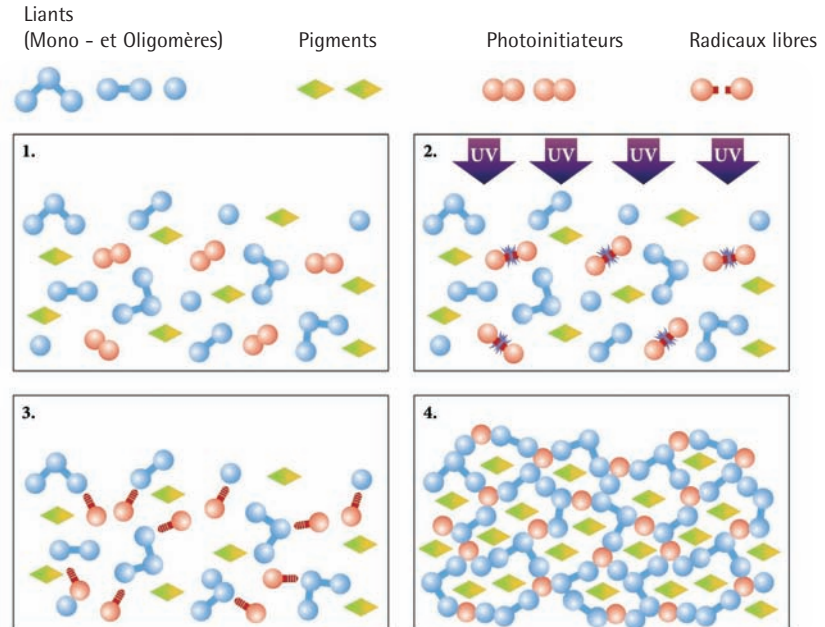 Liants
(Mono - et Oligomères)
Pigments
Photoinitiateurs
Radicaux libres
1.
2.
UV
UV
UV
UV
3.
4.